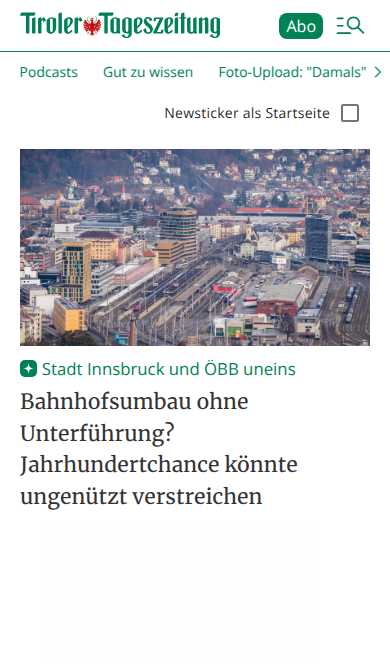 Tiroler Tageszeitung
Abo
Podcasts Gut zu wissen Foto-Upload: "Damals"
Newsticker als Startseite
Stadt Innsbruck und ÖBB uneins
Bahnhofsumbau ohne
Unterführung?
Jahrhundertchance könnte
ungenützt verstreichen